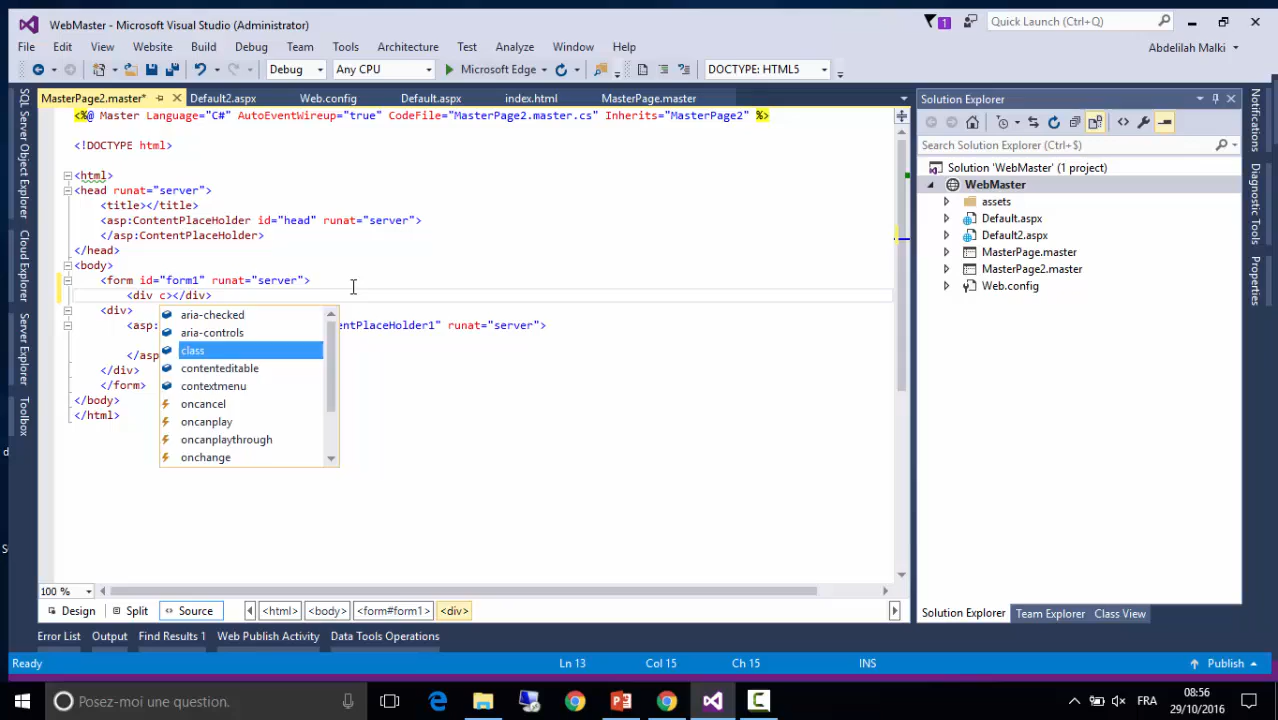 WebMaster - Microsoft Visual Studio (Administrator)
1
Quick Launch (Ctrl+Q)
File Edit View Website Build Debug Team Tools Architecture Test Analyze Window Help
Abdelilah Malki
Debug Any CPU Microsoft Edge DOCTYPE: HTML5
MasterPage2.master* Default2.aspx Web.config Default.aspx index.html MasterPage.master
<%@ Master Language="C#" AutoEventWireup="true" CodeFile="MasterPage2.master.cs" Inherits="MasterPage2" %>
<!DOCTYPE html>
<html>
<head runat="server">
<title></title>
<asp:ContentPlaceHolder id="head" runat="server">
</asp:ContentPlaceHolder>
</head>
<body>
<form id="form1" runat="server">
<div c></div>
<div>
<asp: entPlaceHolder1" runat="server">
</asp
</div>
</form>
</body>
</html>
aria-checked
aria-controls
class
contenteditable
contextmenu
oncancel
oncanplay
oncanplaythrough
onchange
100 %
Design Split Source <html> <body> <form#form1> <div>
Error List Output Find Results 1 Web Publish Activity Data Tools Operations
Ready Ln 13 Col 15 Ch 15 INS Publish
SQL Server Object Explorer
Cloud Explorer
Server Explorer
Toolbox
Solution Explorer
Search Solution Explorer (Ctrl+$)
Solution 'WebMaster' (1 project)
WebMaster
assets
Default.aspx
Default2.aspx
MasterPage.master
MasterPage2.master
Web.config
Solution Explorer Team Explorer Class View
Notifications
Diagnostic Tools
Properties
Posez-moi une question.
FRA
08:56
29/10/2016